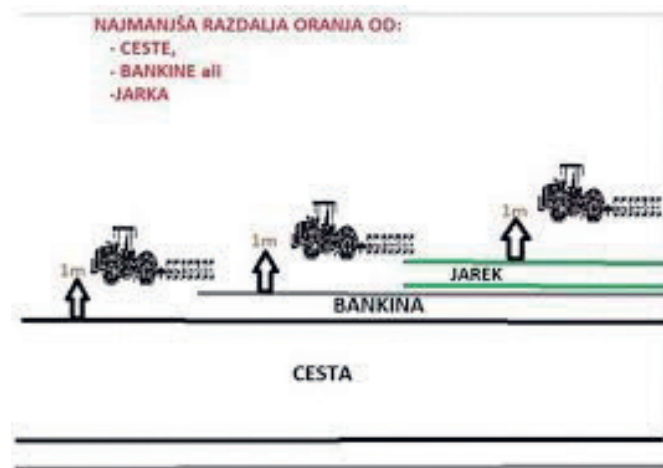 NAJMANJŠA RAZDALJA ORANJA OD:
- CESTE,
- BANKINE ali
-JARKA
1m
1m
1m
JAREK
BANKINA
CESTA